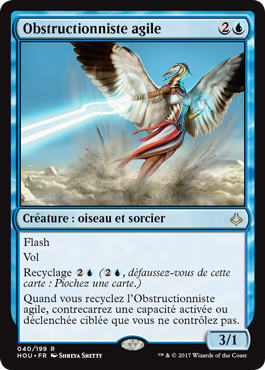 Obstructionniste agile 2
Créature : oiseau et sorcier
Flash
Vol
Recyclage 2 (2, défaussez-vous de cette
carte : Piochez une carte.)
Quand vous recyclez l'Obstructionniste
agile, contrecarrez une capacité activée ou
déclenchée ciblée que vous ne contrôlez pas.
3/1
040/199 R
HOU • FR Shreya Shetty
™ & © 2017 Wizards of the Coast